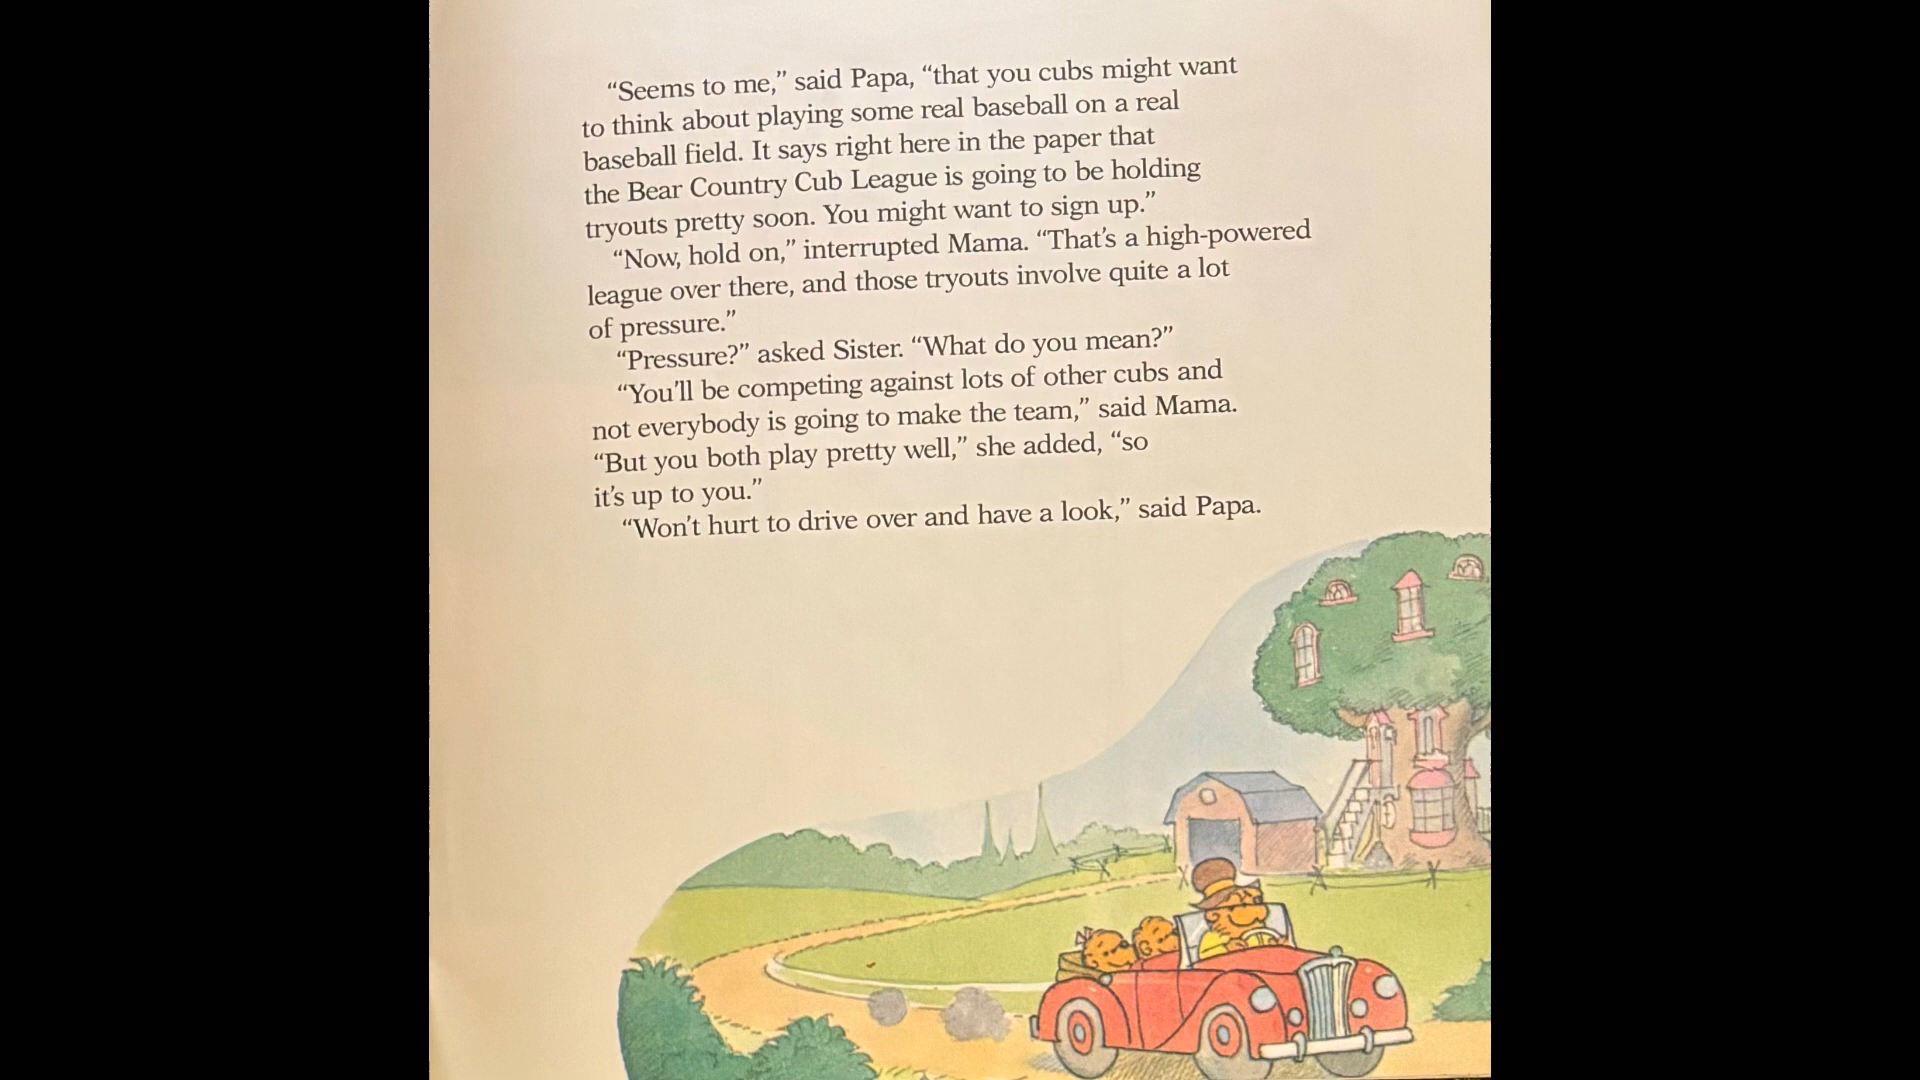 “Seems to me,” said Papa, “that you cubs might want
to think about playing some real baseball on a real
baseball field. It says right here in the paper that
the Bear Country Cub League is going to be holding
tryouts pretty soon. You might want to sign up.”
“Now, hold on,” interrupted Mama. “That’s a high-powered
league over there, and those tryouts involve quite a lot
of pressure.”
“Pressure?” asked Sister. “What do you mean?”
“You’ll be competing against lots of other cubs and
not everybody is going to make the team,” said Mama.
“But you both play pretty well,” she added, “so
it’s up to you.”
“Won’t hurt to drive over and have a look,” said Papa.